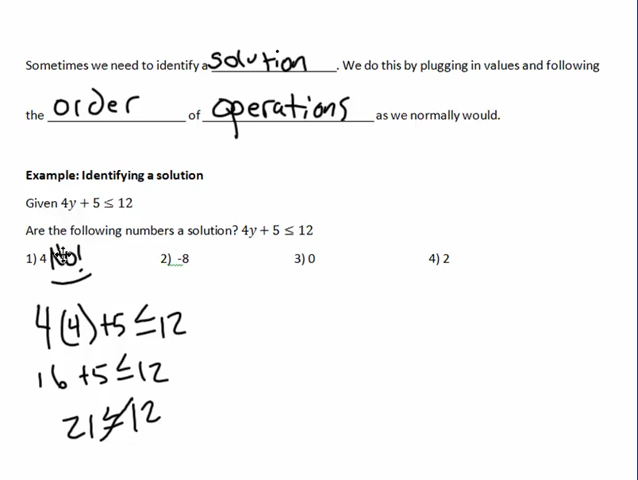 Sometimes we need to identify a solution. We do this by plugging in values and following
the order of operations as we normally would.
Example: Identifying a solution
Given 4y + 5 ≤ 12
Are the following numbers a solution? 4y + 5 ≤ 12
1) 4 No! 2) -8 3) 0 4) 2
4(4)+5≤12
16+5≤12
21≰12